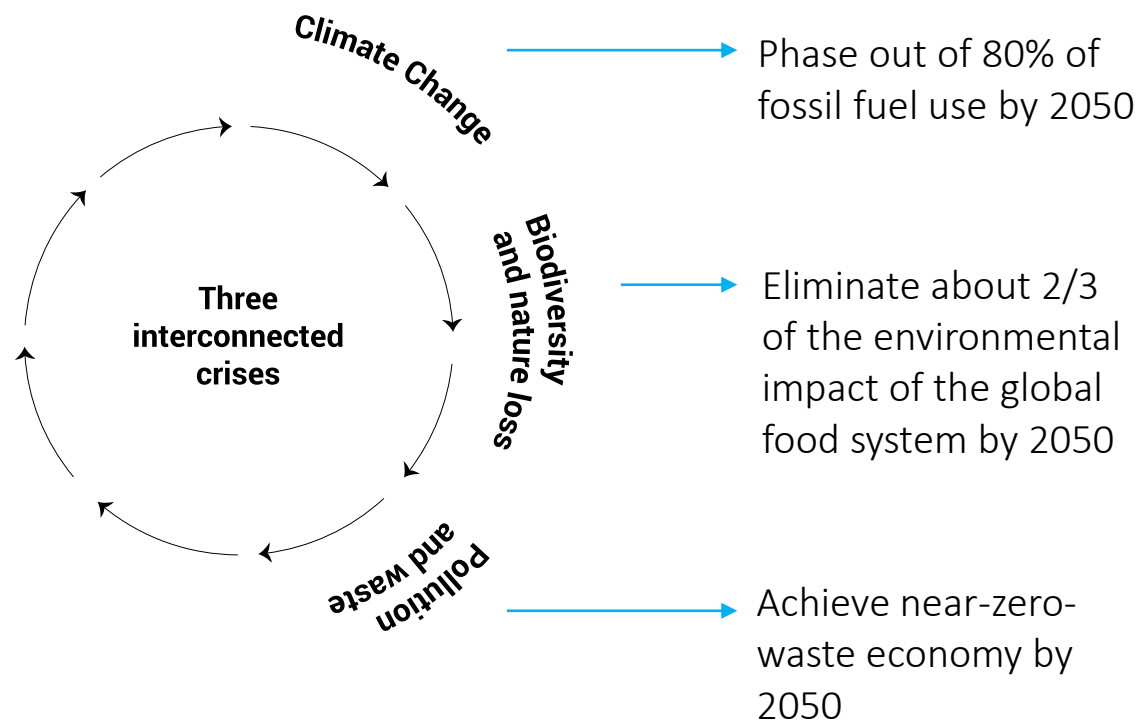 Climate Change
Phase out of 80% of
fossil fuel use by 2050
Three
interconnected
crises
Biodiversity
and nature loss
Eliminate about 2/3
of the environmental
impact of the global
food system by 2050
Pollution
and waste
Achieve near-zero-
waste economy by
2050